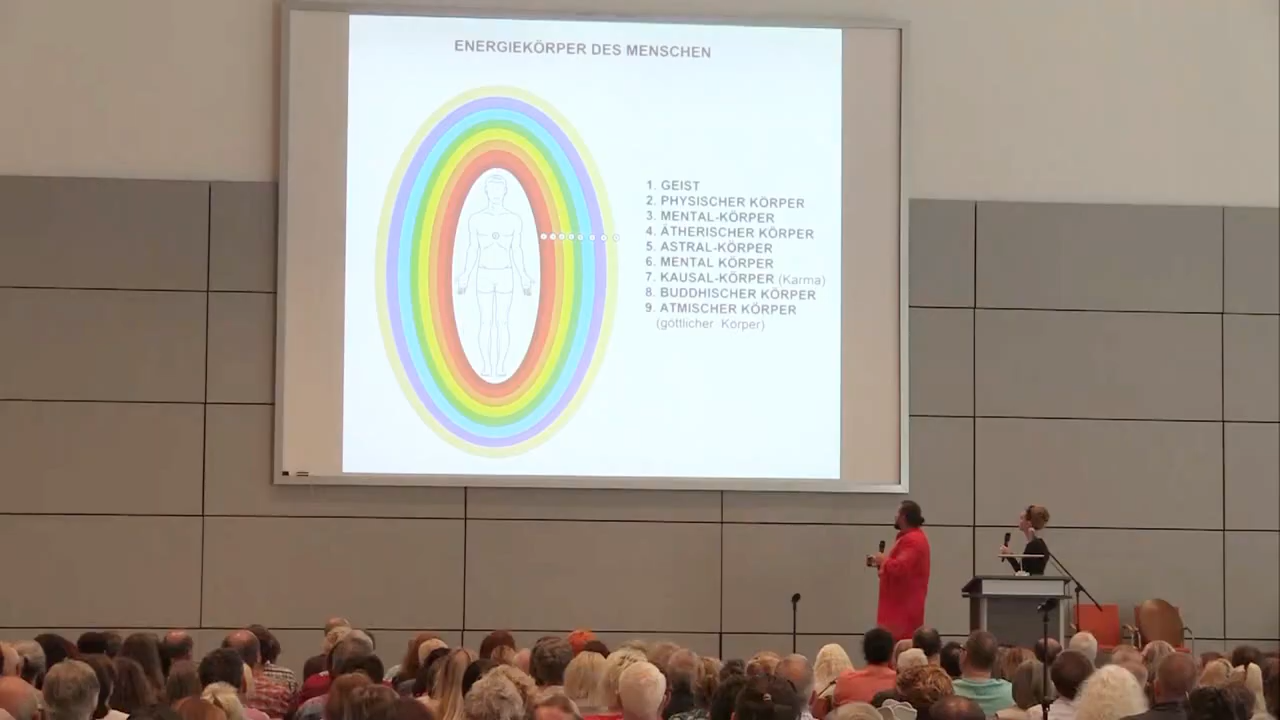 ENERGIEKÖRPER DES MENSCHEN
1. GEIST
2. PHYSISCHER KÖRPER
3. MENTAL-KÖRPER
4. ÄTHERISCHER KÖRPER
5. ASTRAL-KÖRPER
6. MENTAL KÖRPER
7. KAUSAL-KÖRPER (Karma)
8. BUDDHISCHER KÖRPER
9. ATMISCHER KÖRPER
(göttlicher Körper)